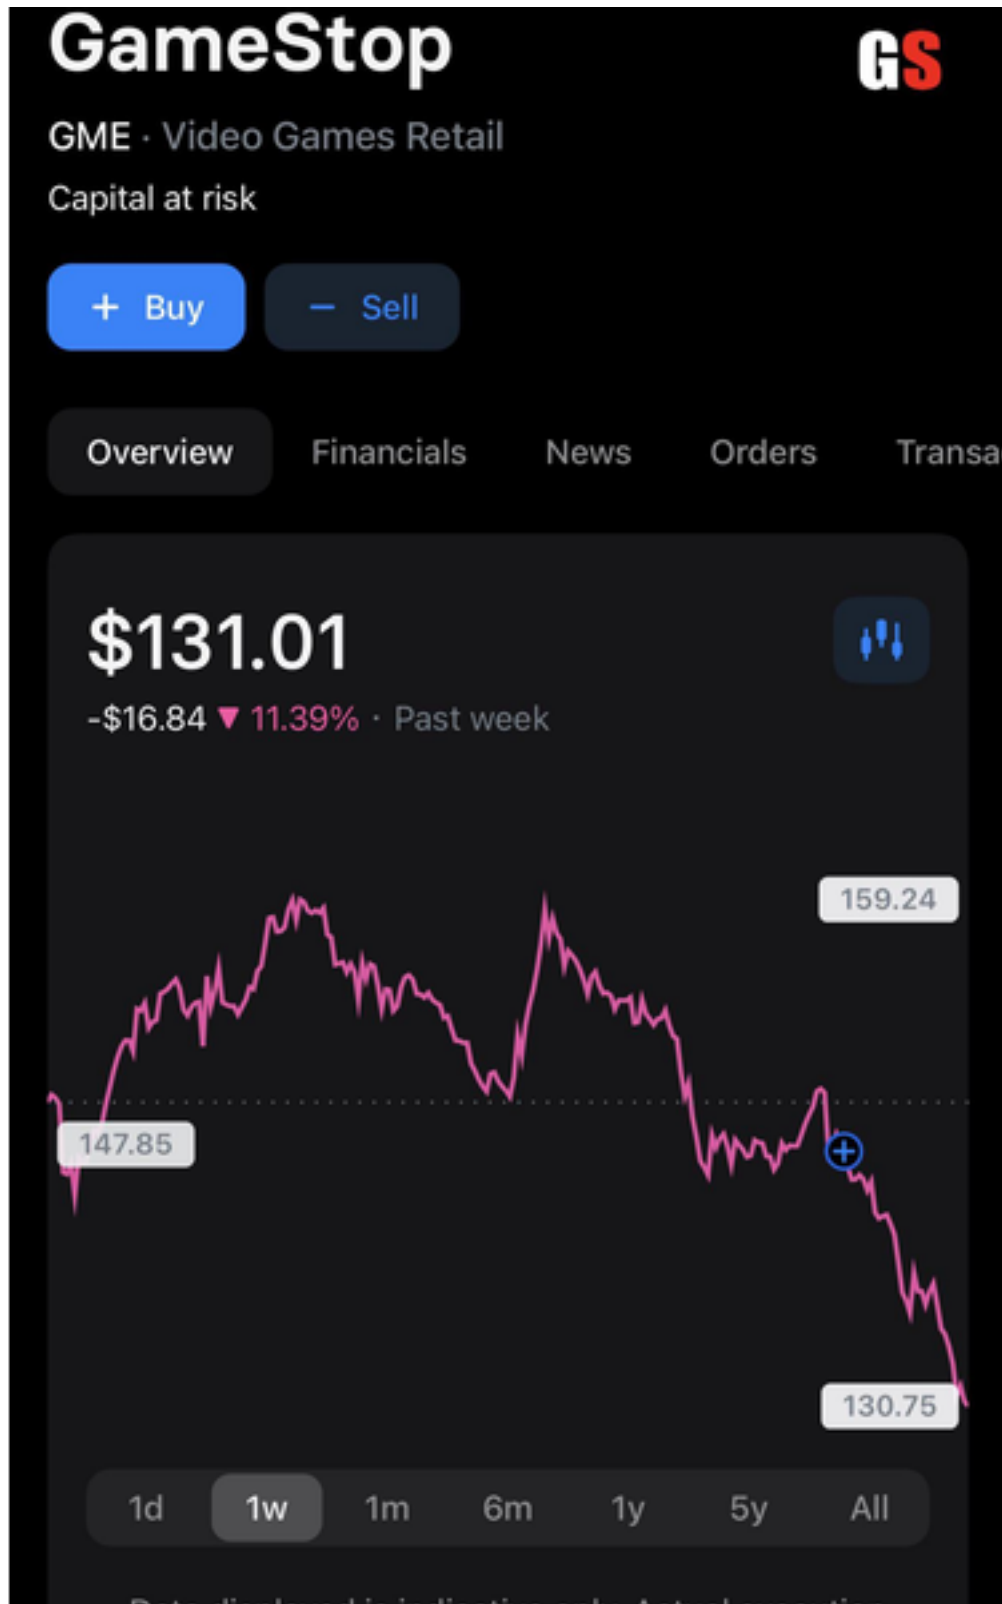 GameStop
GS
GME · Video Games Retail
Capital at risk
+ Buy
− Sell
Overview Financials News Orders Transa
$131.01
-$16.84 ▼ 11.39% · Past week
159.24
147.85
130.75
1d 1w 1m 6m 1y 5y All